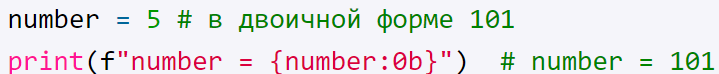 number = 5 # в двоичной форме 101
print(f"number = {number:0b}")  # number = 101